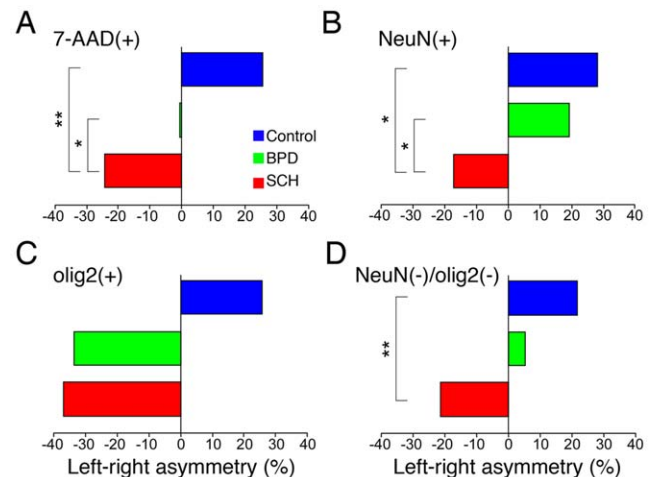 A
7-AAD(+)
**
*
Control
BPD
SCH
-40 -30 -20 -10 0 10 20 30 40
B
NeuN(+)
*
*
-40 -30 -20 -10 0 10 20 30 40
C
olig2(+)
-40 -30 -20 -10 0 10 20 30 40
Left-right asymmetry (%)
D
NeuN(-)/olig2(-)
**
-40 -30 -20 -10 0 10 20 30 40
Left-right asymmetry (%)